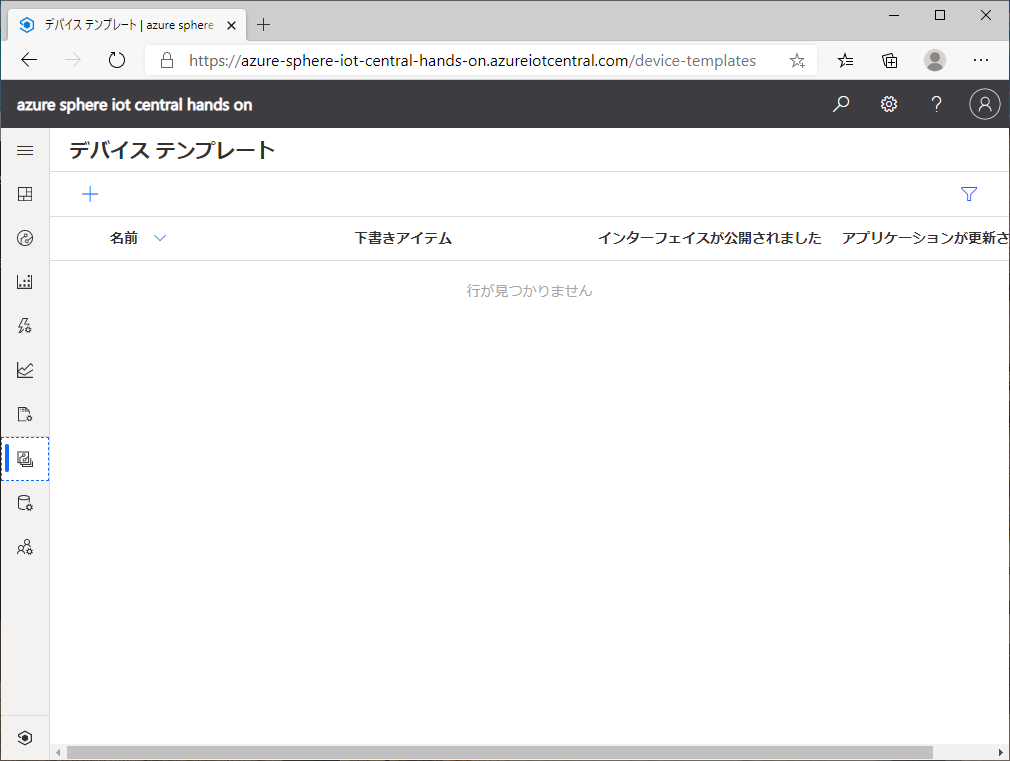 デバイス テンプレート | azure sphere
https://azure-sphere-iot-central-hands-on.azureiotcentral.com/device-templates
azure sphere iot central hands on
デバイス テンプレート
名前 下書きアイテム インターフェイスが公開されました アプリケーションが更新さ
行が見つかりません